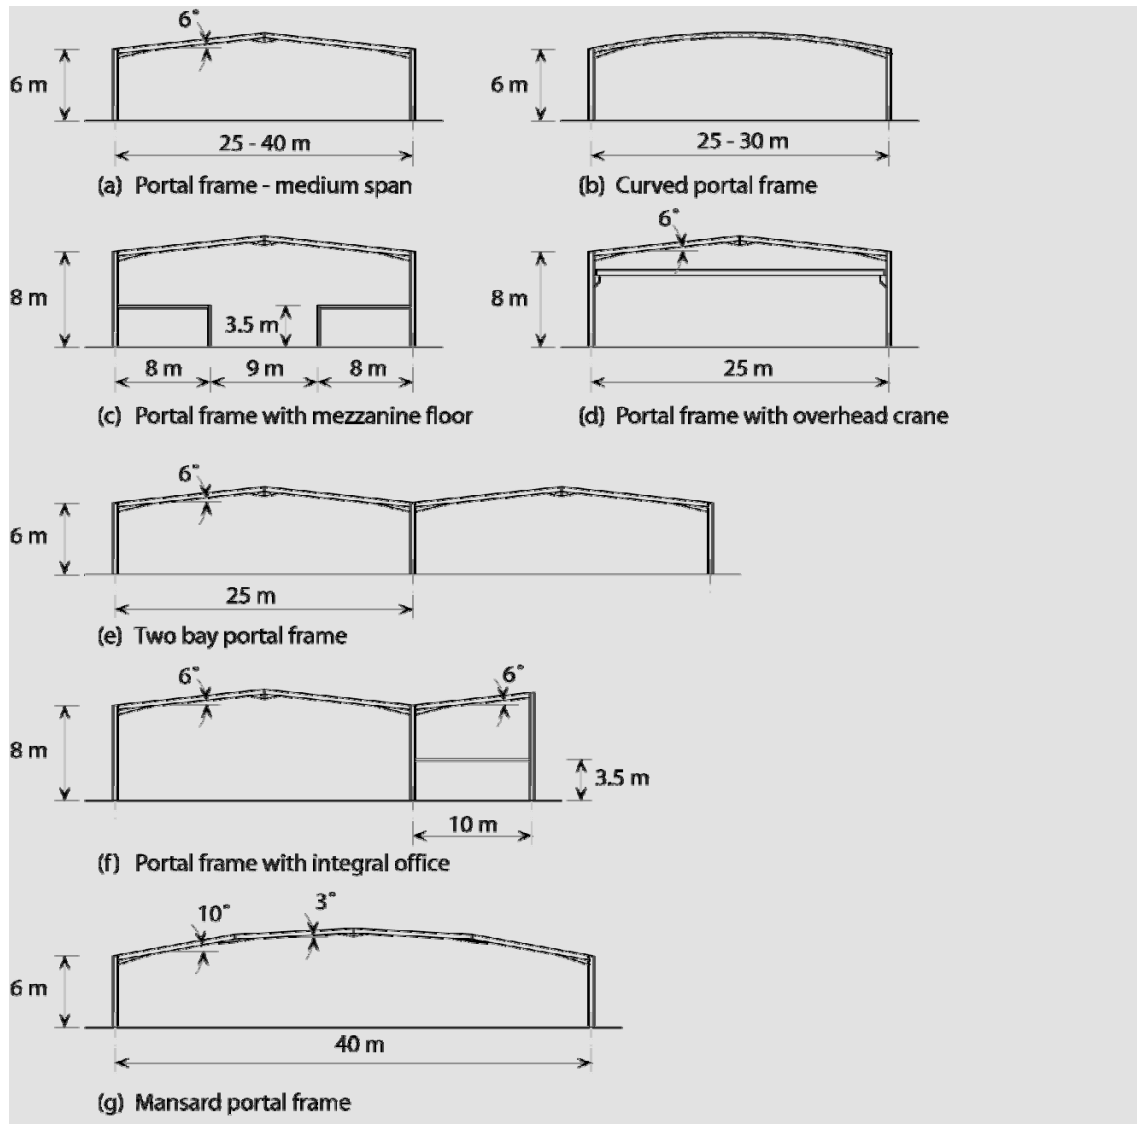 6°
6 m
25 - 40 m
(a) Portal frame - medium span
6 m
25 - 30 m
(b) Curved portal frame
8 m
3.5 m
8 m 9 m 8 m
(c) Portal frame with mezzanine floor
6°
8 m
25 m
(d) Portal frame with overhead crane
6°
6 m
25 m
(e) Two bay portal frame
6° 6°
8 m
3.5 m
10 m
(f) Portal frame with integral office
10° 3°
6 m
40 m
(g) Mansard portal frame